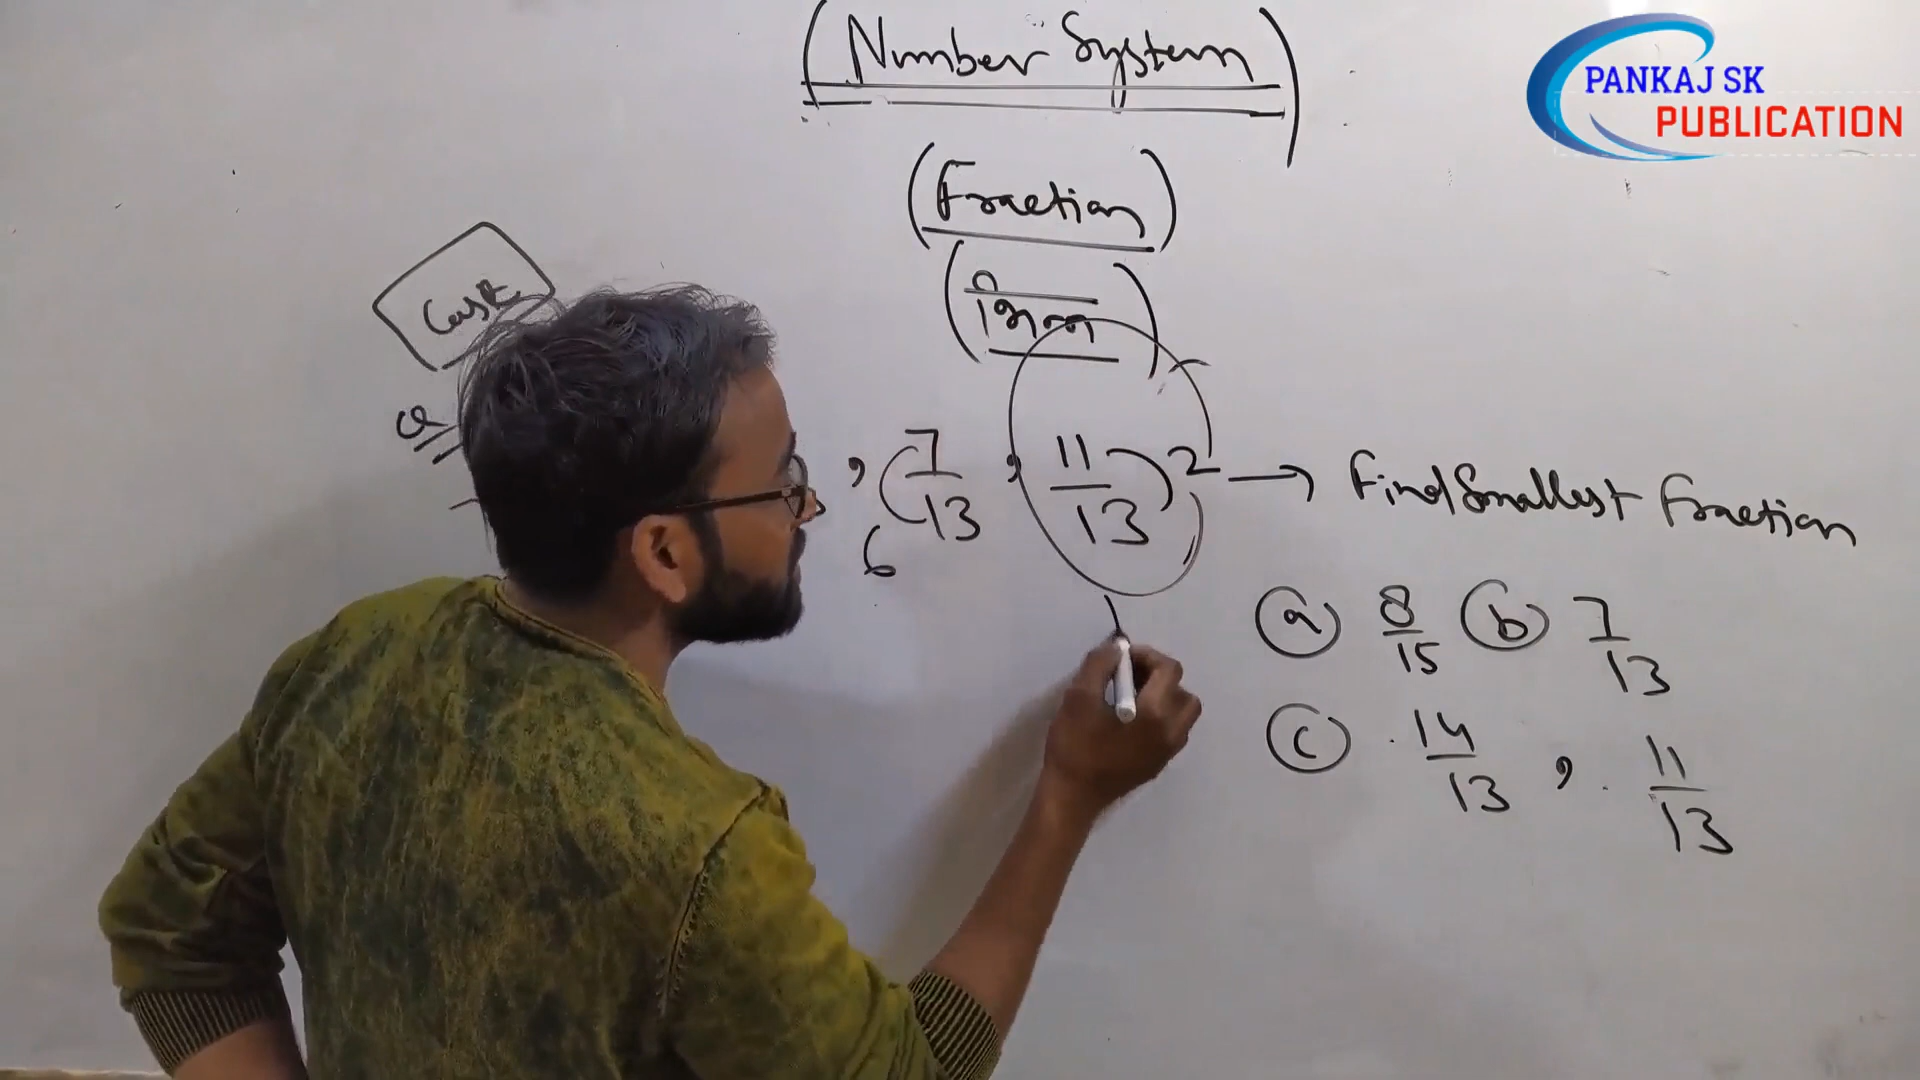 (Number System)
PANKAJ SK
PUBLICATION
(Fraction)
(भिन्न)
Q
, 7/13 , 11/13 2 → Find Smallest Fraction
6
(a) 8/15 (b) 7/13
(c) 14/13 , 11/13